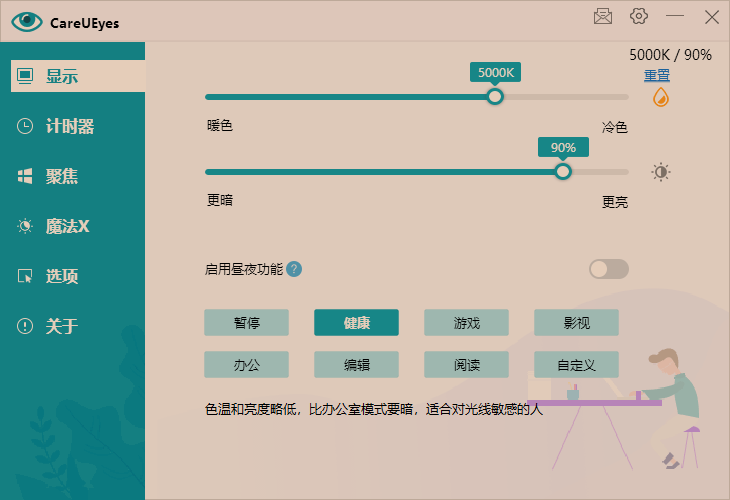 CareUEyes
显示
计时器
聚焦
魔法X
选项
关于
5000K / 90%
重置
5000K
暖色
冷色
90%
更暗
更亮
启用昼夜功能 ?
暂停
健康
游戏
影视
办公
编辑
阅读
自定义
色温和亮度略低，比办公室模式要暗，适合对光线敏感的人